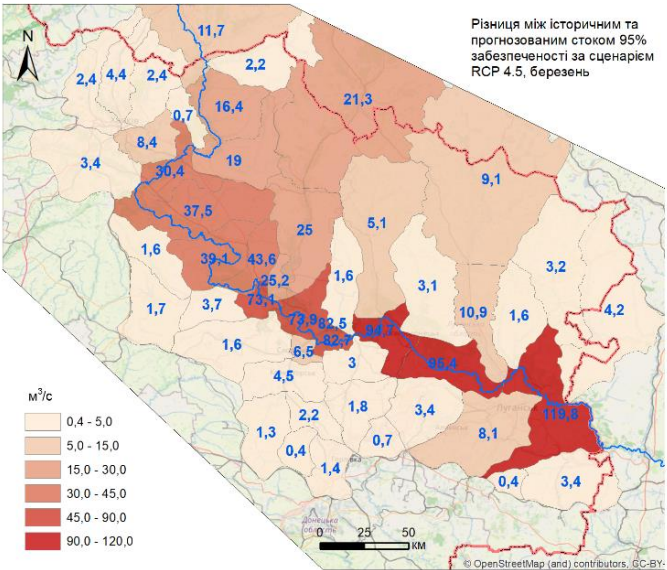 Різниця між історичним та
прогнозованим стоком 95%
забезпеченості за сценарієм
RCP 4.5, березень
N
11,7
2,4
4,4
2,4
2,2
0,7
16,4
21,3
8,4
3,4
30,4
19
9,1
37,5
25
5,1
1,6
39,1
43,6
1,6
3,1
3,2
25,2
1,7
3,7
73,1
10,9
1,6
4,2
73,9
82,5
94,7
1,6
6,5
82,7
3
95,4
4,5
2,2
1,8
3,4
119,8
1,3
8,1
0,4
0,7
1,4
0,4
3,4
м³/с
0,4 - 5,0
5,0 - 15,0
15,0 - 30,0
30,0 - 45,0
45,0 - 90,0
90,0 - 120,0
Донецька
область
0 25 50
КМ
© OpenStreetMap (and) contributors, CC-BY-